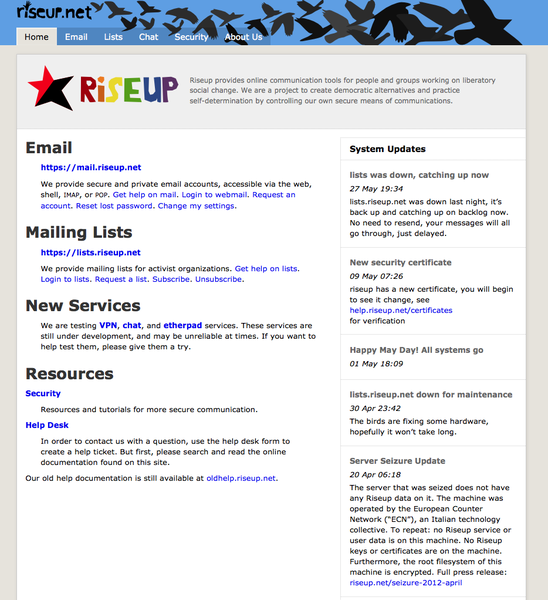 riseup.net
Home Email Lists Chat Security About Us
RiSEUP
Riseup provides online communication tools for people and groups working on liberatory
social change. We are a project to create democratic alternatives and practice
self-determination by controlling our own secure means of communications.
Email
https://mail.riseup.net
We provide secure and private email accounts, accessible via the web,
shell, IMAP, or POP. Get help on mail. Login to webmail. Request an
account. Reset lost password. Change my settings.
Mailing Lists
https://lists.riseup.net
We provide mailing lists for activist organizations. Get help on lists.
Login to lists. Request a list. Subscribe. Unsubscribe.
New Services
We are testing VPN, chat, and etherpad services. These services are
still under development, and may be unreliable at times. If you want to
help test them, please give them a try.
Resources
Security
Resources and tutorials for more secure communication.
Help Desk
In order to contact us with a question, use the help desk form to
create a help ticket. But first, please search and read the online
documentation found on this site.
Our old help documentation is still available at oldhelp.riseup.net.
System Updates
lists was down, catching up now
27 May 19:34
lists.riseup.net was down last night, it's
back up and catching up on backlog now.
No need to resend, your messages will all
go through, just delayed.
New security certificate
09 May 07:26
riseup has a new certificate, you will begin
to see it change, see
help.riseup.net/certificates
for verification
Happy May Day! All systems go
01 May 18:09
lists.riseup.net down for maintenance
30 Apr 23:42
The birds are fixing some hardware,
hopefully it won't take long.
Server Seizure Update
20 Apr 06:18
The server that was seized does not have
any Riseup data on it. The machine was
operated by the European Counter
Network ("ECN"), an Italian technology
collective. To repeat: no Riseup service or
user data is on this machine. No Riseup
keys or certificates are on the machine.
Furthermore, the root filesystem of this
machine is encrypted. Full press release:
riseup.net/seizure-2012-april